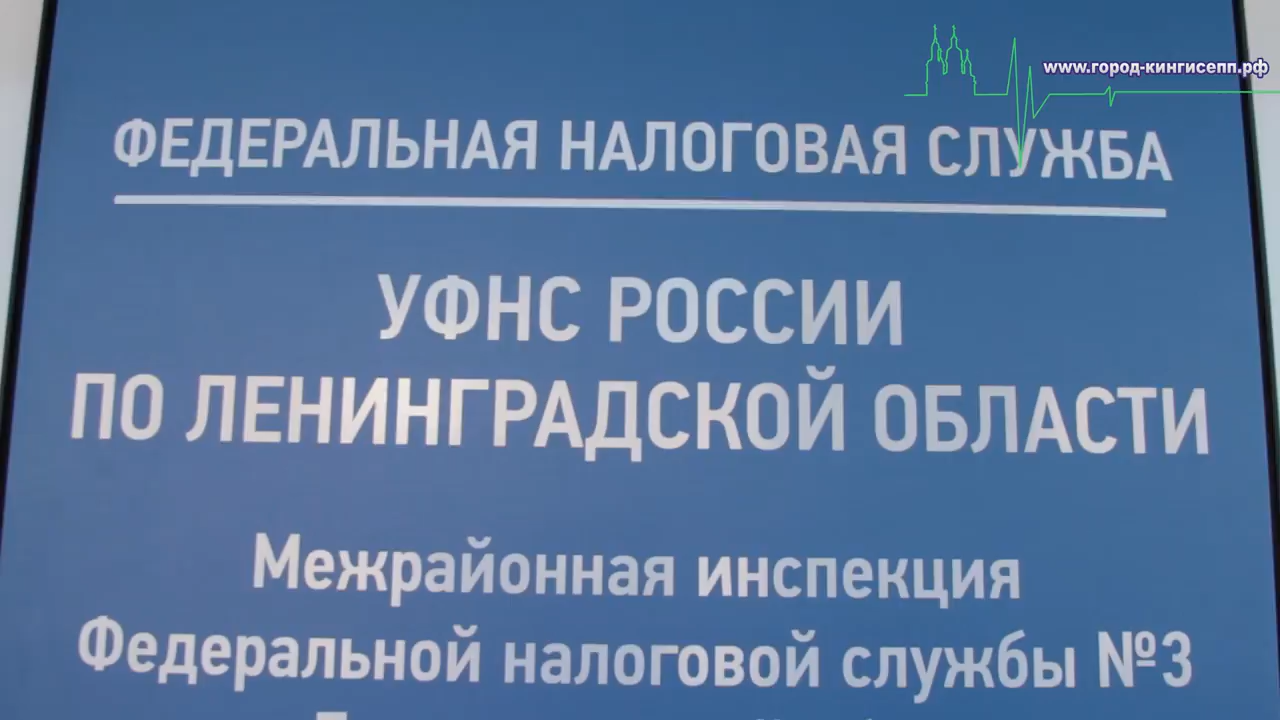 www.город-кингисепп.рф
ФЕДЕРАЛЬНАЯ НАЛОГОВАЯ СЛУЖБА
УФНС РОССИИ
ПО ЛЕНИНГРАДСКОЙ ОБЛАСТИ
Межрайонная инспекция
Федеральной налоговой службы №3